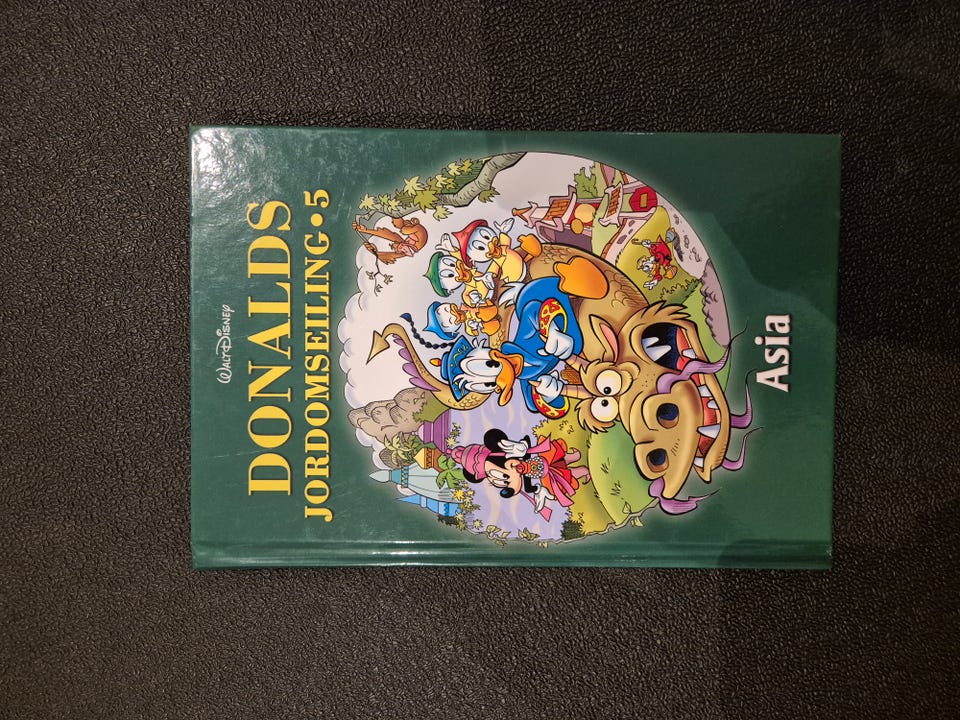 WALT DISNEY
DONALDS
JORDOMSEILING • 5
Asia